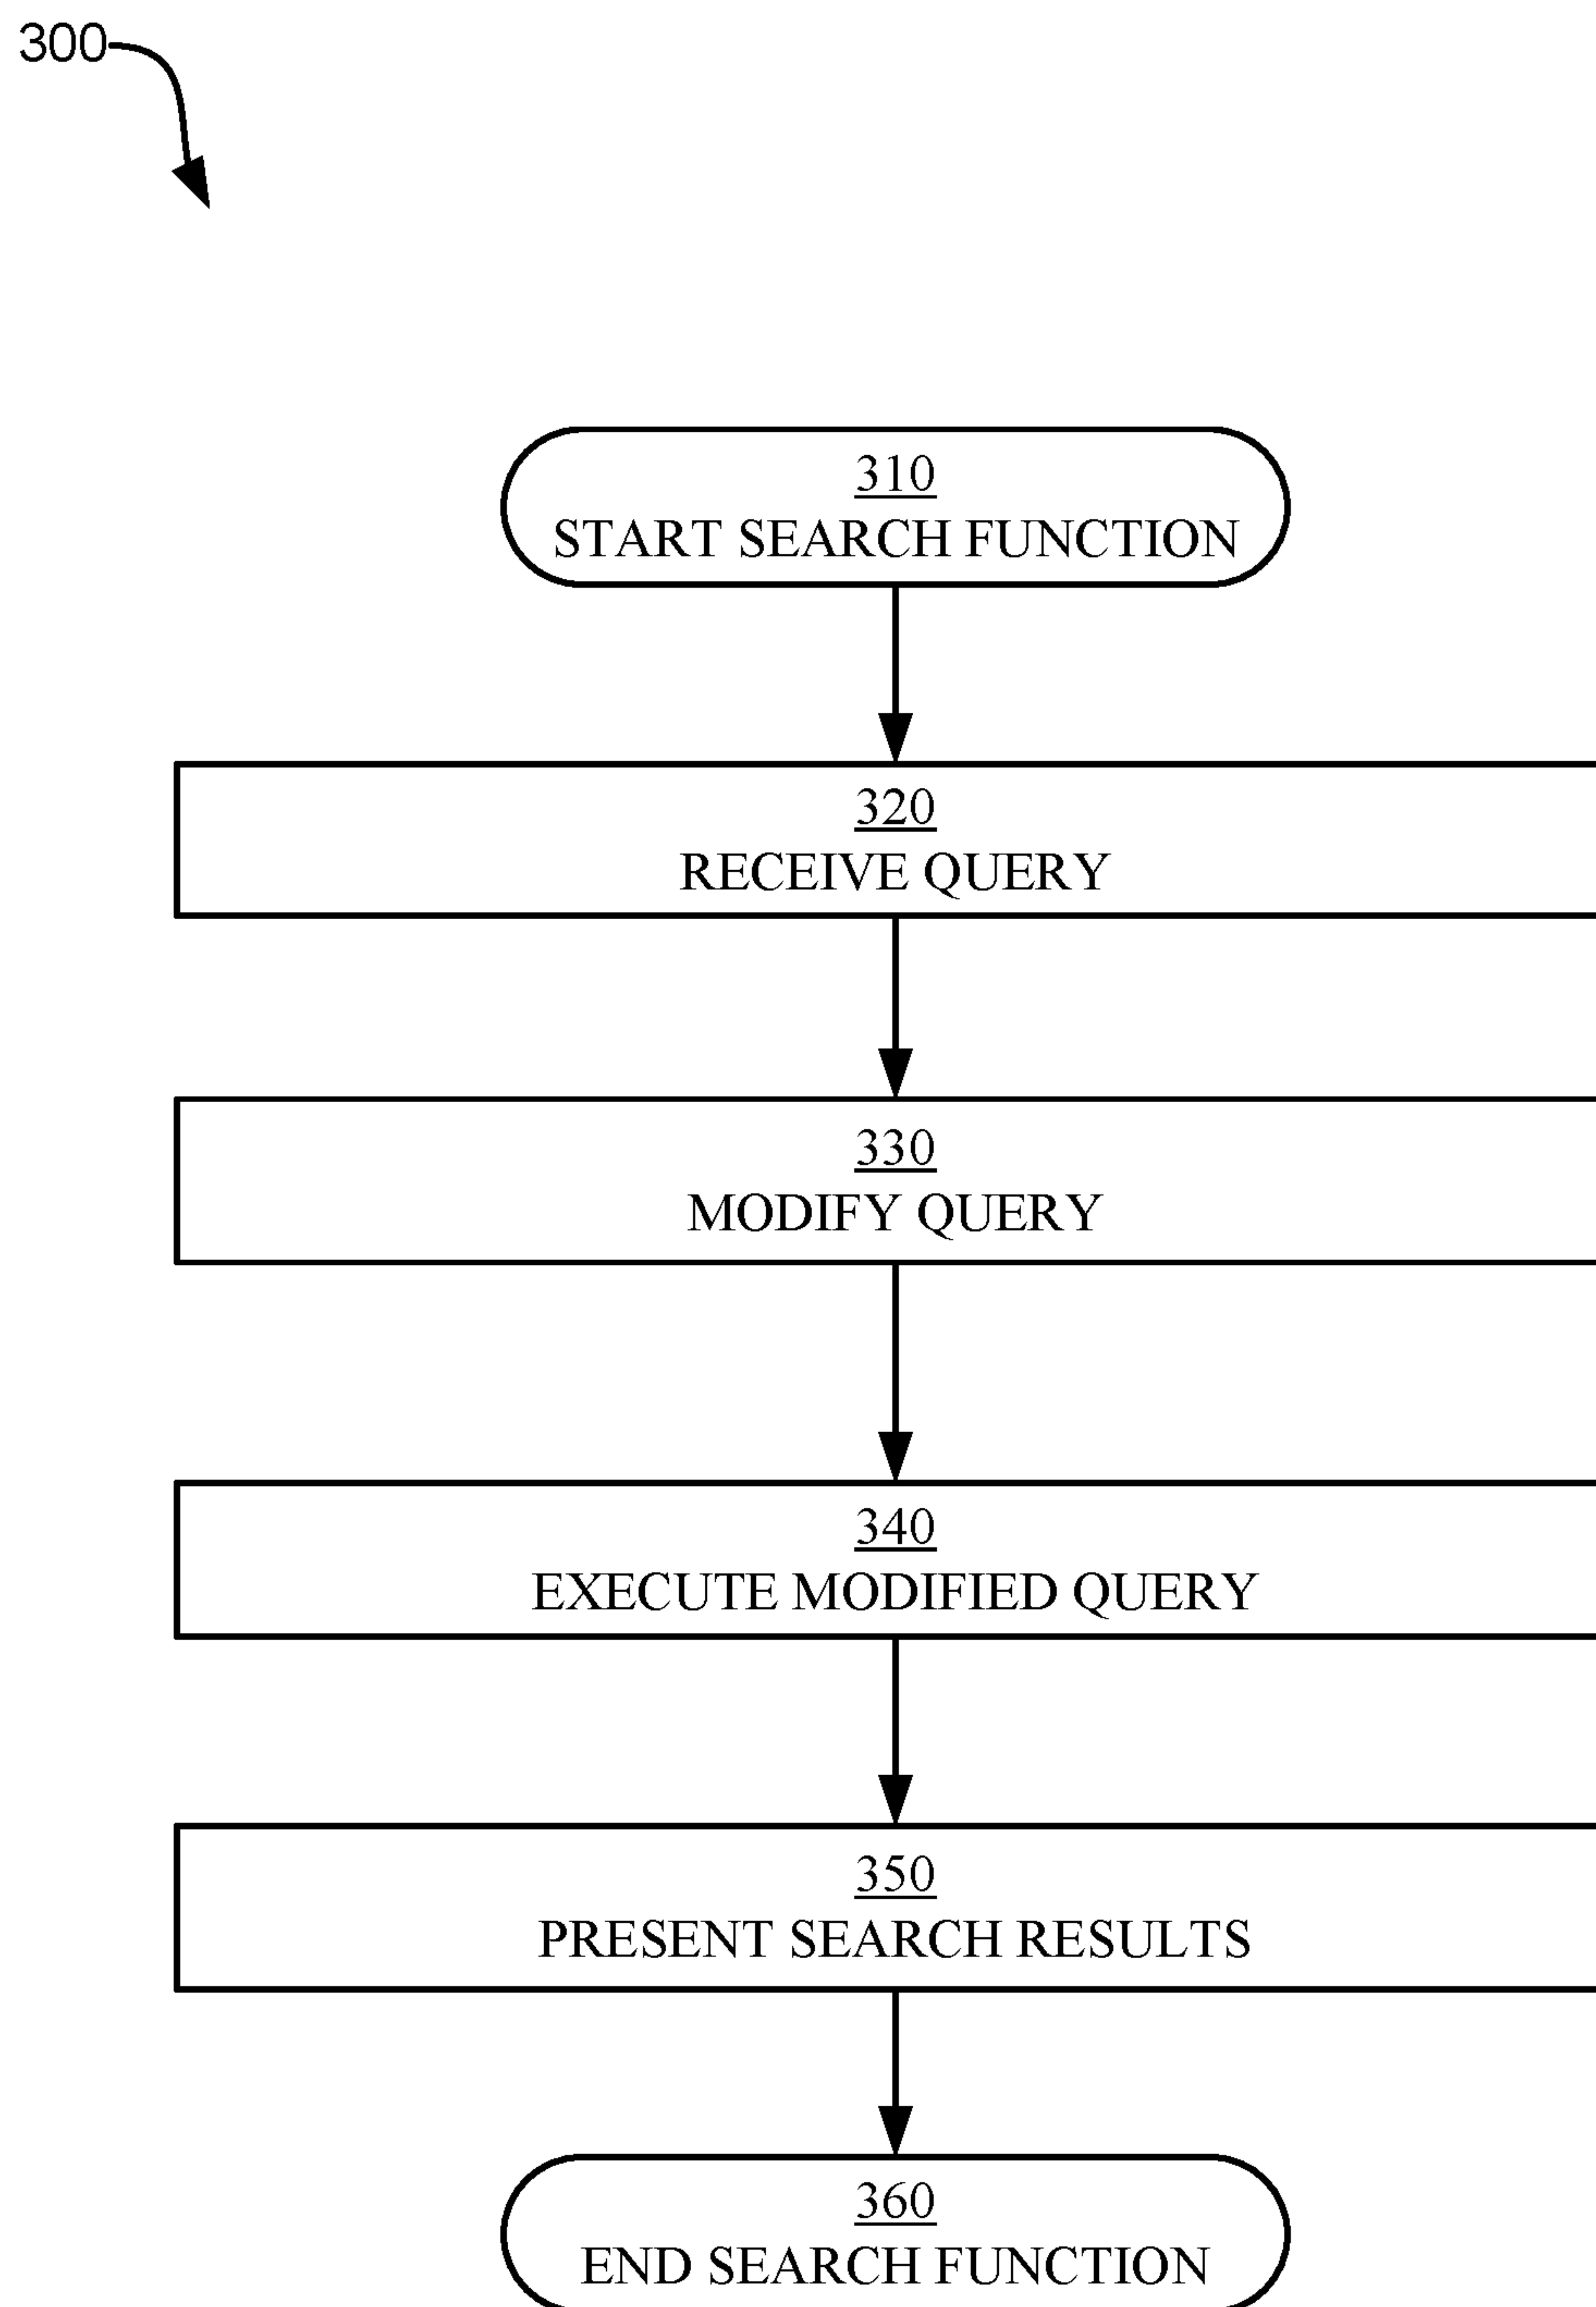 300
310
START SEARCH FUNCTION
320
RECEIVE QUERY
330
MODIFY QUERY
340
EXECUTE MODIFIED QUERY
350
PRESENT SEARCH RESULTS
360
END SEARCH FUNCTION